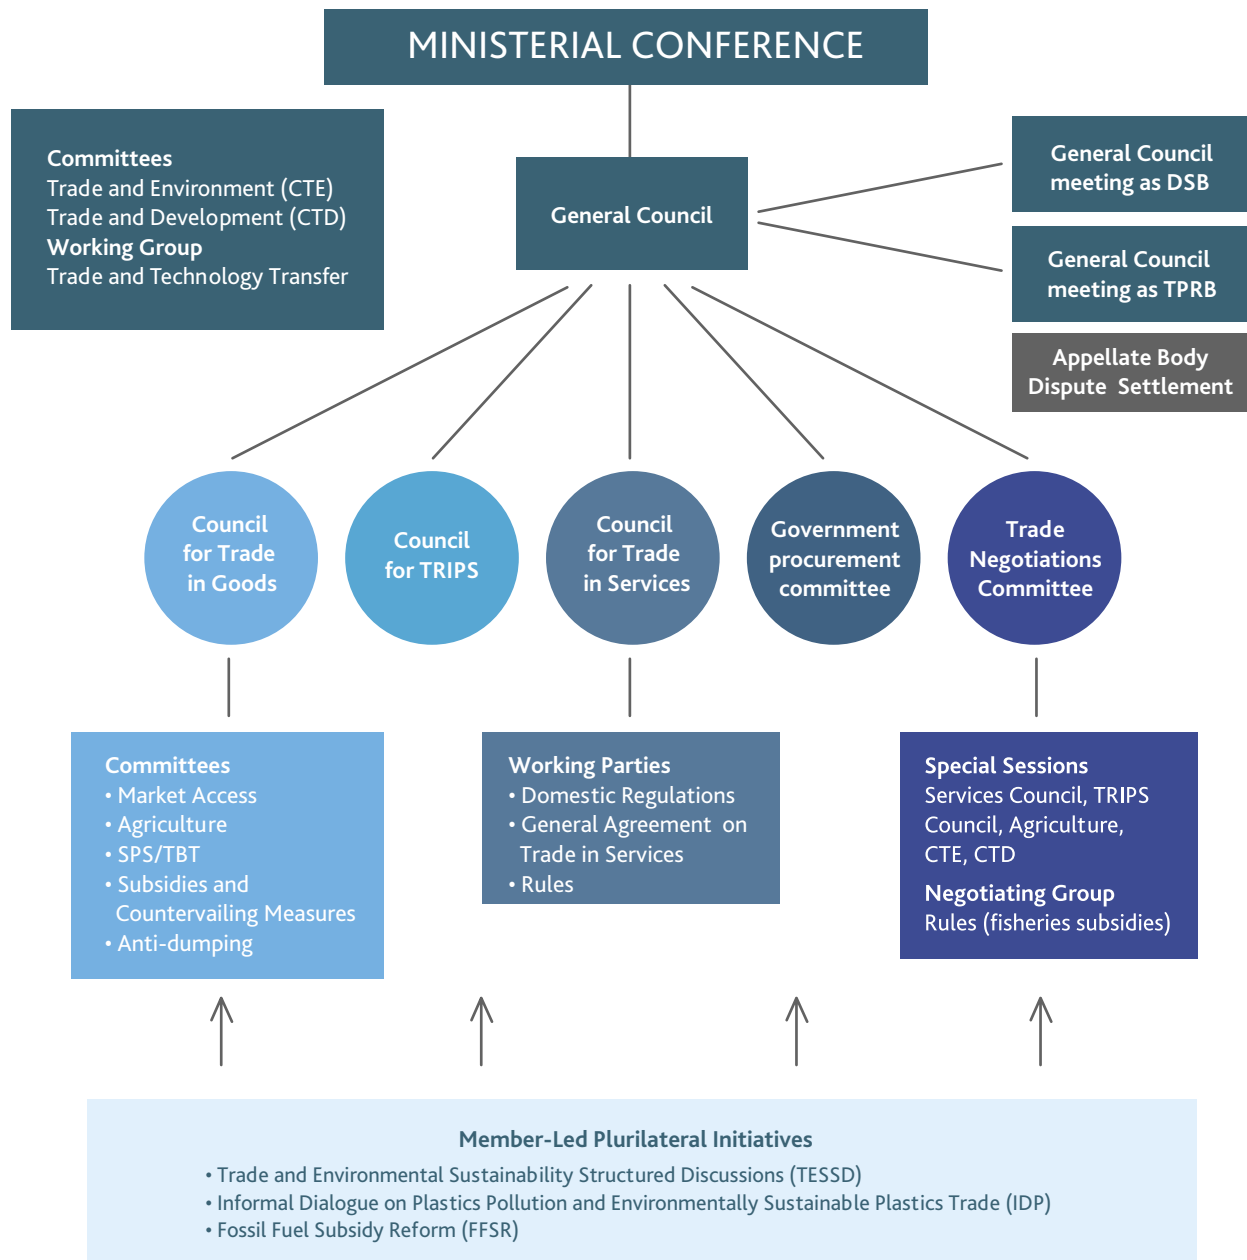 MINISTERIAL CONFERENCE
Committees
Trade and Environment (CTE)
Trade and Development (CTD)
Working Group
Trade and Technology Transfer
General Council
General Council
meeting as DSB
General Council
meeting as TPRB
Appellate Body
Dispute Settlement
Council
for Trade
in Goods
Council
for TRIPS
Council
for Trade
in Services
Government
procurement
committee
Trade
Negotiations
Committee
Committees
• Market Access
• Agriculture
• SPS/TBT
• Subsidies and
Countervailing Measures
• Anti-dumping
Working Parties
• Domestic Regulations
• General Agreement on
Trade in Services
• Rules
Special Sessions
Services Council, TRIPS
Council, Agriculture,
CTE, CTD
Negotiating Group
Rules (fisheries subsidies)
Member-Led Plurilateral Initiatives
• Trade and Environmental Sustainability Structured Discussions (TESSD)
• Informal Dialogue on Plastics Pollution and Environmentally Sustainable Plastics Trade (IDP)
• Fossil Fuel Subsidy Reform (FFSR)